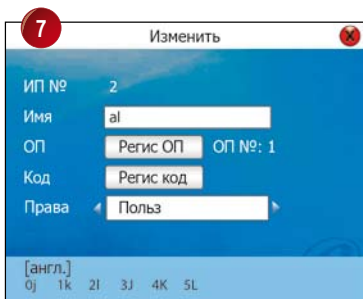 7
Изменить
ИП № 2
Имя al
ОП Регис ОП ОП №: 1
Код Регис код
Права Польз
[англ.]
0j 1k 2l 3J 4K 5L